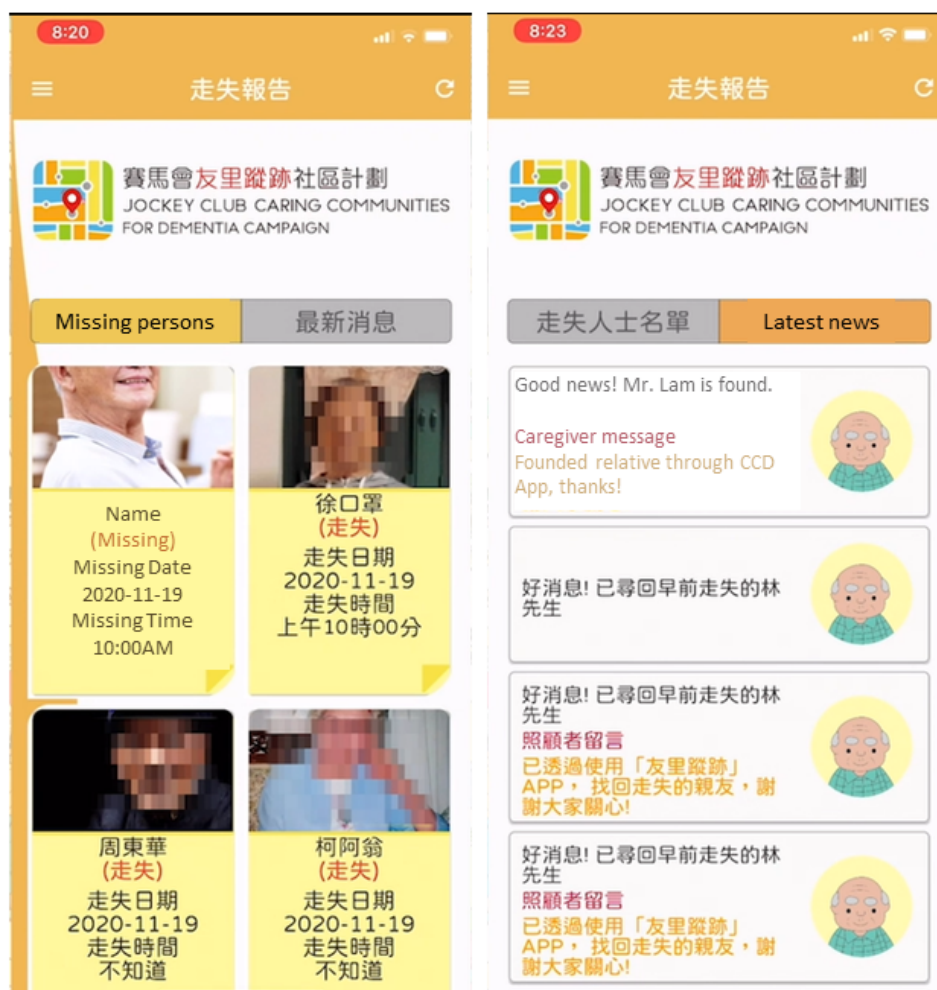 8:20
走失報告
賽馬會友里蹤跡社區計劃
JOCKEY CLUB CARING COMMUNITIES
FOR DEMENTIA CAMPAIGN
Missing persons
最新消息
Name
(Missing)
Missing Date
2020-11-19
Missing Time
10:00AM
徐口罩
(走失)
走失日期
2020-11-19
走失時間
上午10時00分
周東華
(走失)
走失日期
2020-11-19
走失時間
不知道
柯阿翁
(走失)
走失日期
2020-11-19
走失時間
不知道
8:23
走失報告
賽馬會友里蹤跡社區計劃
JOCKEY CLUB CARING COMMUNITIES
FOR DEMENTIA CAMPAIGN
走失人士名單
Latest news
Good news! Mr. Lam is found.
Caregiver message
Founded relative through CCD
App, thanks!
好消息! 已尋回早前走失的林
先生
好消息! 已尋回早前走失的林
先生
照顧者留言
已透過使用「友里蹤跡」
APP， 找回走失的親友，謝
謝大家關心!
好消息! 已尋回早前走失的林
先生
照顧者留言
已透過使用「友里蹤跡」
APP， 找回走失的親友，謝
謝大家關心!